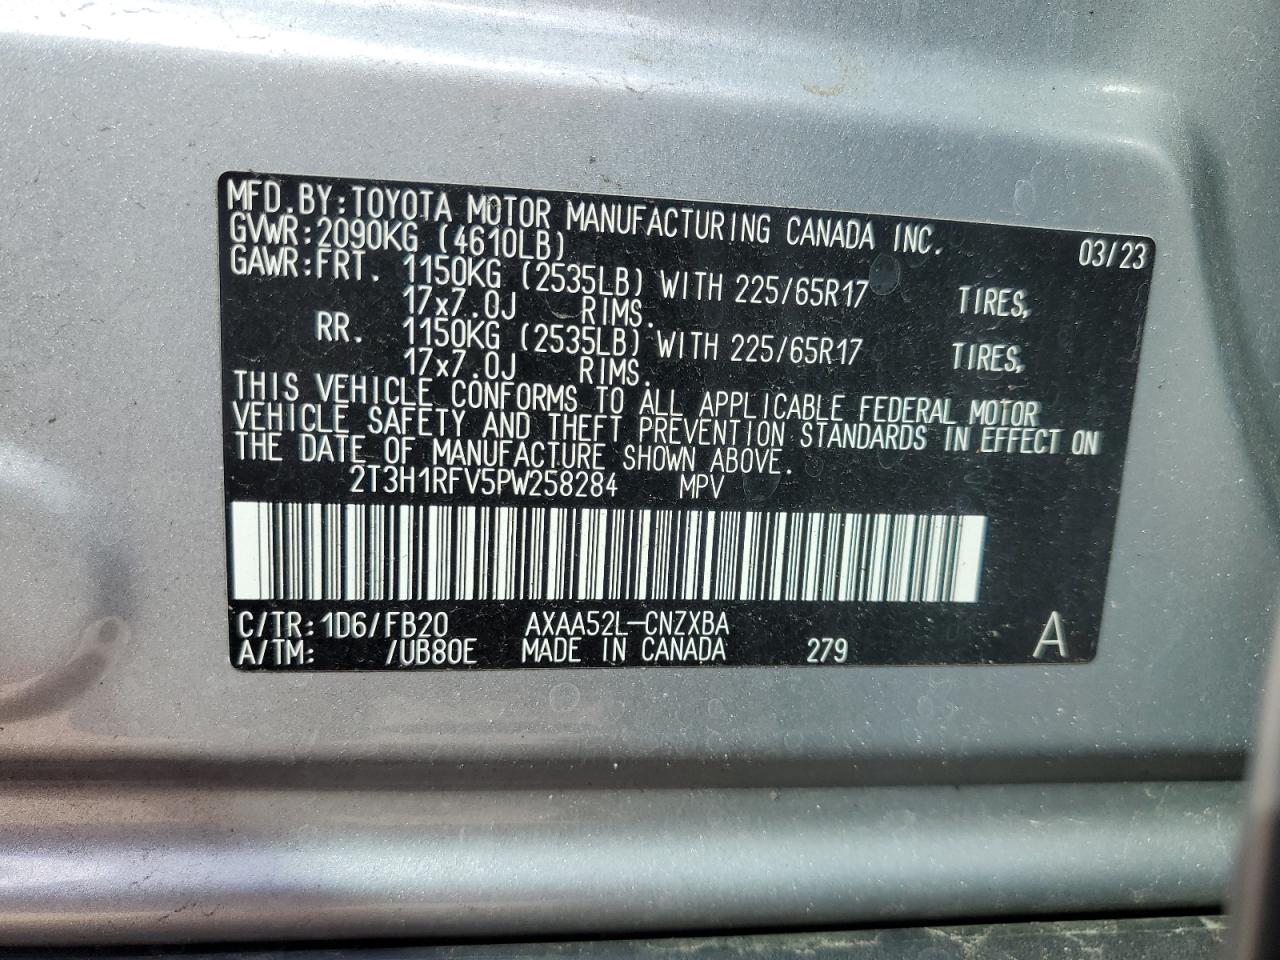 MFD.BY:TOYOTA MOTOR MANUFACTURING CANADA INC. 03/23
GVWR:2090KG (4610LB)
GAWR:FRT. 1150KG (2535LB) WITH 225/65R17 TIRES,
17x7.0J RIMS.
RR. 1150KG (2535LB) WITH 225/65R17 TIRES,
17x7.0J RIMS.
THIS VEHICLE CONFORMS TO ALL APPLICABLE FEDERAL MOTOR
VEHICLE SAFETY AND THEFT PREVENTION STANDARDS IN EFFECT ON
THE DATE OF MANUFACTURE SHOWN ABOVE.
2T3H1RFV5PW258284 MPV
C/TR:1D6/FB20 AXAA52L-CNZXBA
A/TM: /UB80E MADE IN CANADA 279 A